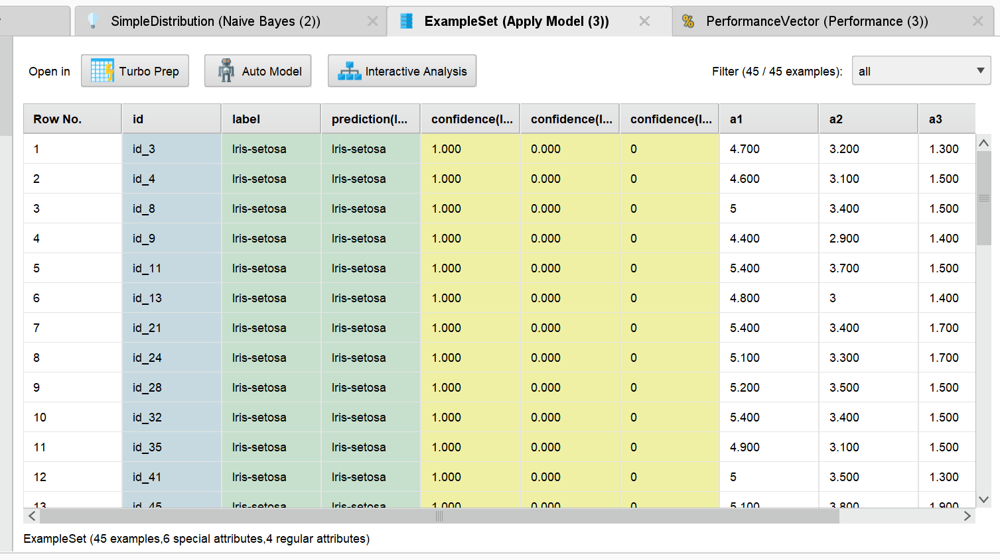 SimpleDistribution (Naive Bayes (2)) ExampleSet (Apply Model (3)) PerformanceVector (Performance (3))
Open in Turbo Prep Auto Model Interactive Analysis Filter (45 / 45 examples): all
Row No. id label prediction(I... confidence(I... confidence(I... confidence(I... a1 a2 a3
1 id_3 Iris-setosa Iris-setosa 1.000 0.000 0 4.700 3.200 1.300
2 id_4 Iris-setosa Iris-setosa 1.000 0.000 0 4.600 3.100 1.500
3 id_8 Iris-setosa Iris-setosa 1.000 0.000 0 5 3.400 1.500
4 id_9 Iris-setosa Iris-setosa 1.000 0.000 0 4.400 2.900 1.400
5 id_11 Iris-setosa Iris-setosa 1.000 0.000 0 5.400 3.700 1.500
6 id_13 Iris-setosa Iris-setosa 1.000 0.000 0 4.800 3 1.400
7 id_21 Iris-setosa Iris-setosa 1.000 0.000 0 5.400 3.400 1.700
8 id_24 Iris-setosa Iris-setosa 1.000 0.000 0 5.100 3.300 1.700
9 id_28 Iris-setosa Iris-setosa 1.000 0.000 0 5.200 3.500 1.500
10 id_32 Iris-setosa Iris-setosa 1.000 0.000 0 5.400 3.400 1.500
11 id_35 Iris-setosa Iris-setosa 1.000 0.000 0 4.900 3.100 1.500
12 id_41 Iris-setosa Iris-setosa 1.000 0.000 0 5 3.500 1.300
13 id_45 Iris-setosa Iris-setosa 1.000 0.000 0 5.100 3.800 1.900
ExampleSet (45 examples,6 special attributes,4 regular attributes)